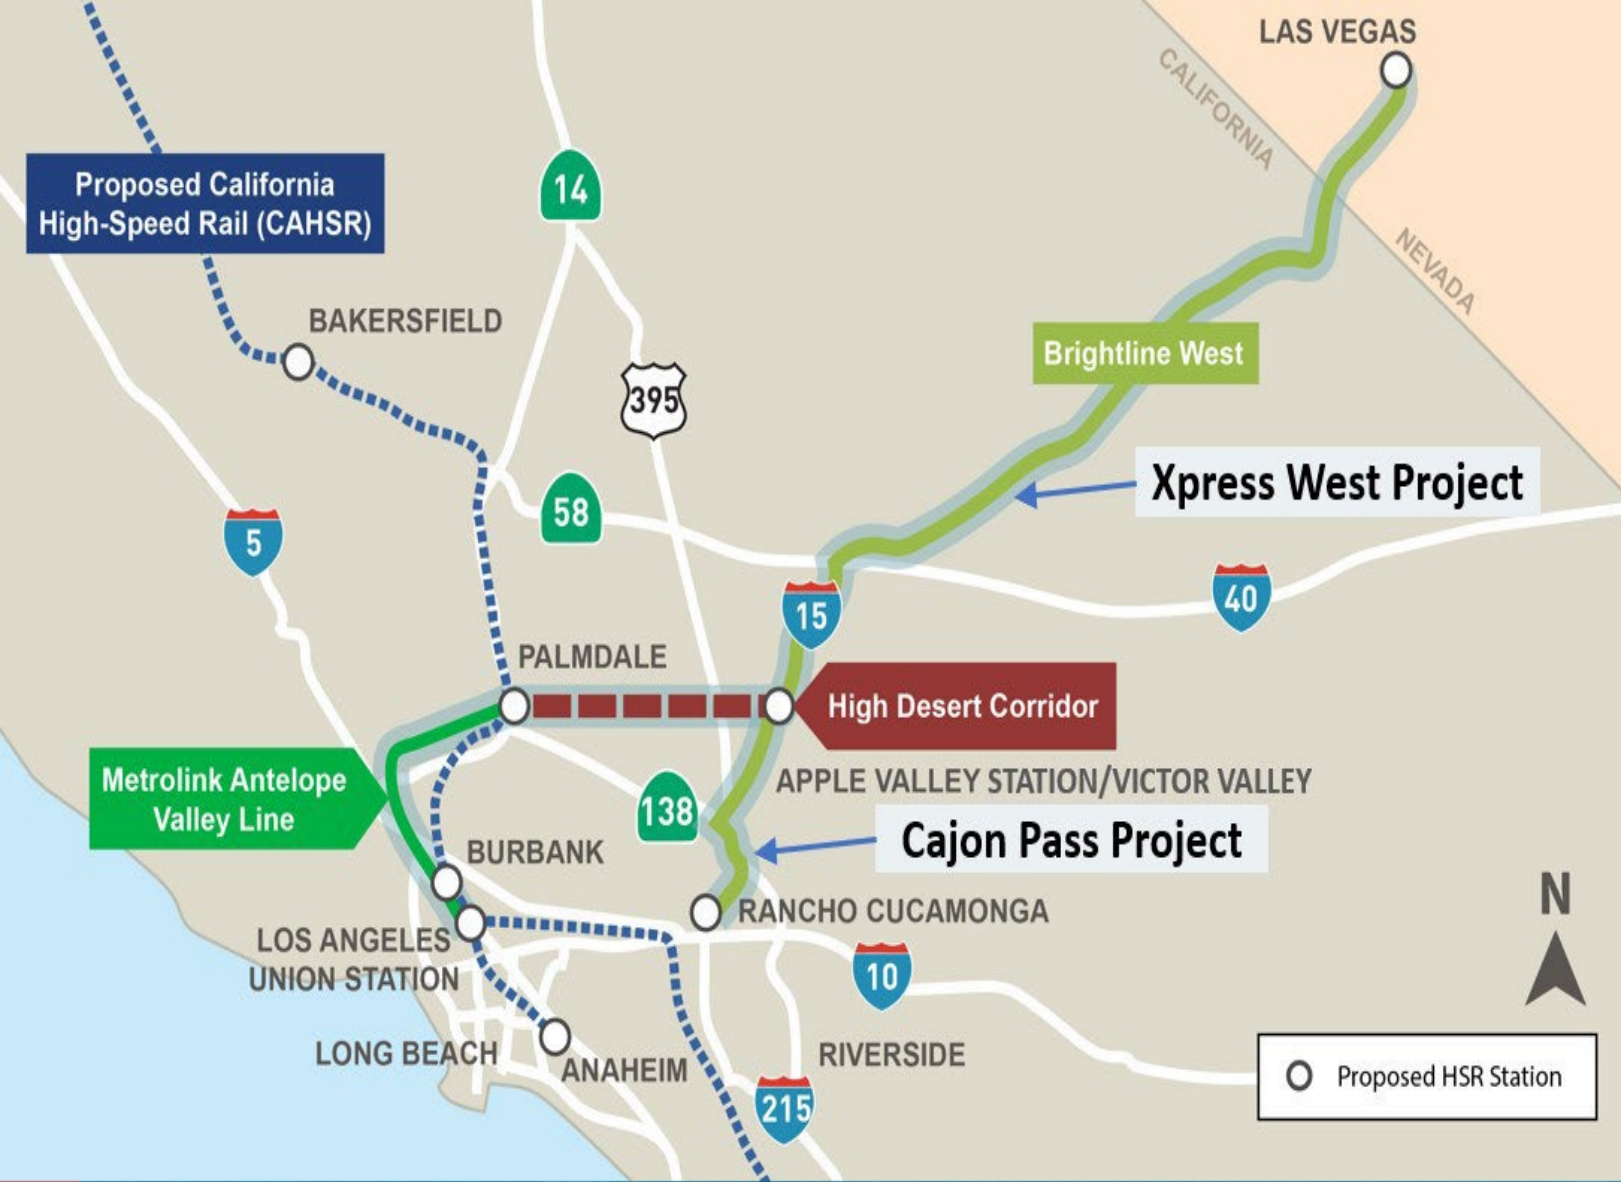 LAS VEGAS
CALIFORNIA
NEVADA
Proposed California
High-Speed Rail (CAHSR)
14
BAKERSFIELD
395
Brightline West
Xpress West Project
58
5
40
15
PALMDALE
High Desert Corridor
Metrolink Antelope
Valley Line
APPLE VALLEY STATION/VICTOR VALLEY
138
Cajon Pass Project
BURBANK
RANCHO CUCAMONGA
N
LOS ANGELES
UNION STATION
10
LONG BEACH
ANAHEIM
RIVERSIDE
215
Proposed HSR Station